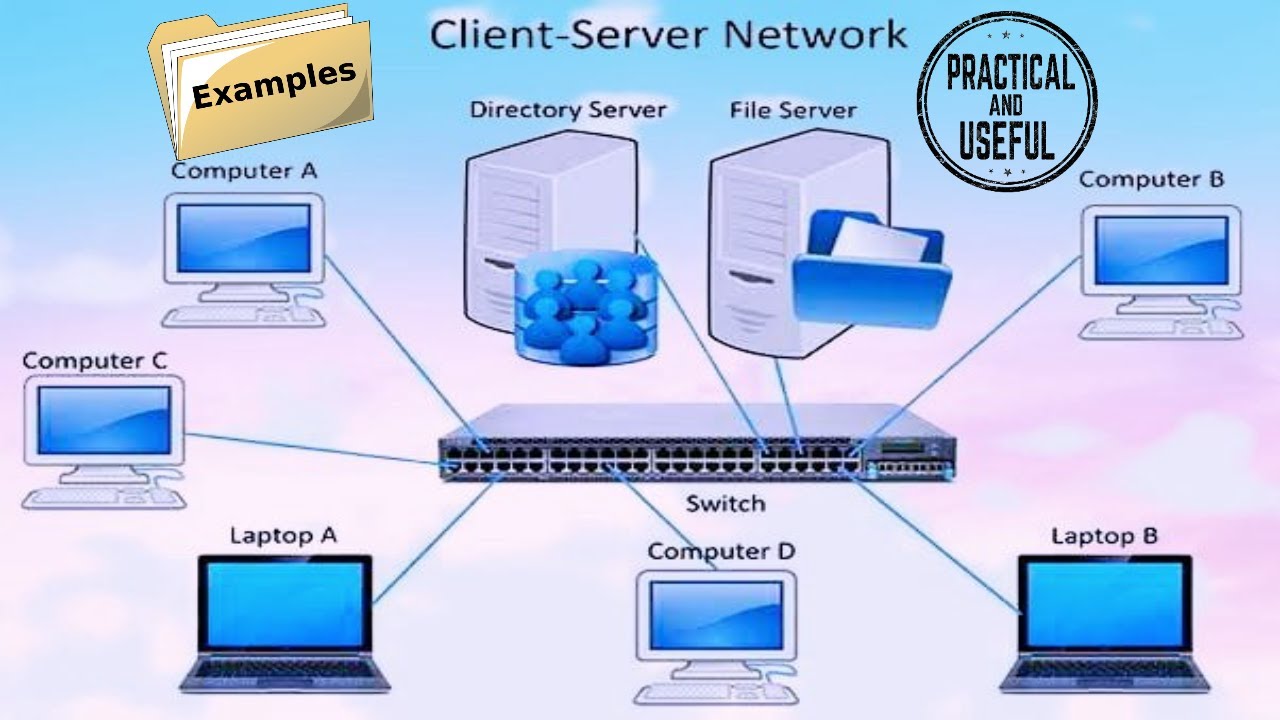 Client-Server Network
Examples
PRACTICAL
AND
USEFUL
Directory Server
File Server
Computer A
Computer B
Computer C
Switch
Laptop A
Computer D
Laptop B